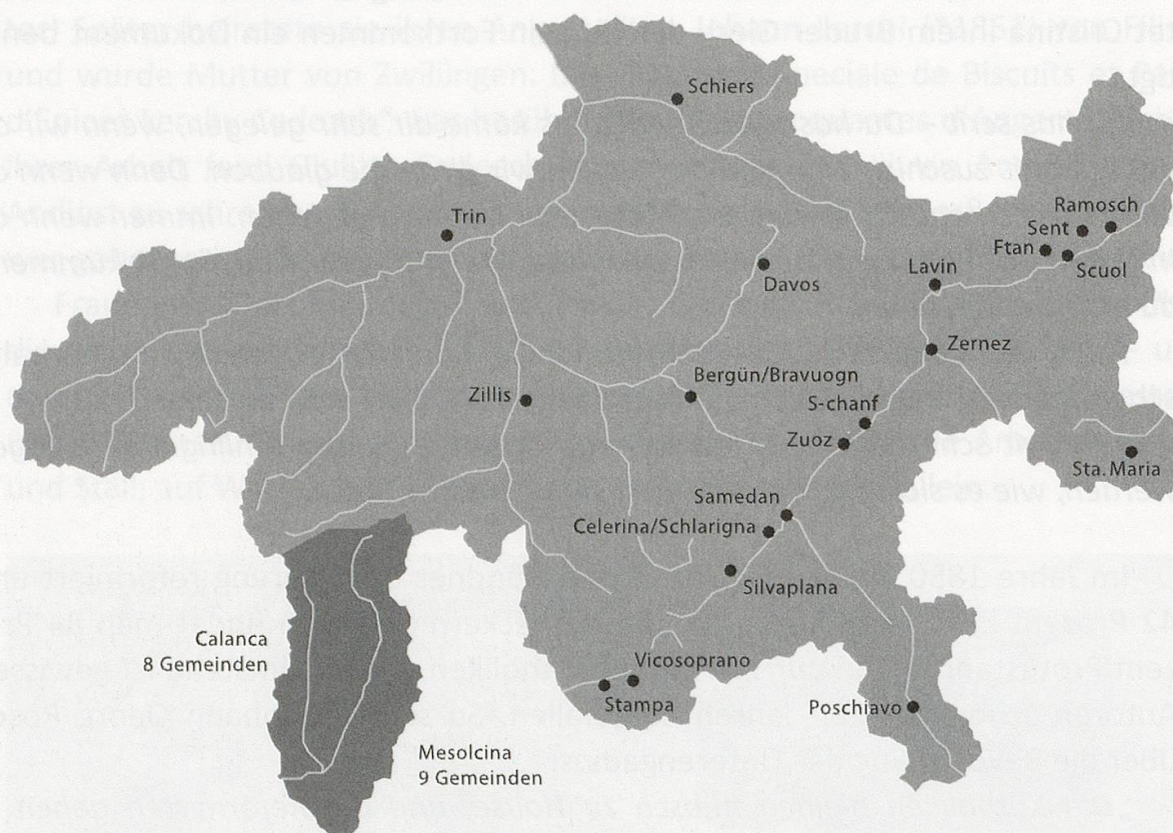 Schiers
Trin
Ramosch
Sent
Ftan
Scuol
Lavin
Davos
Zernez
Bergün/Bravuogn
Zillis
S-chanf
Zuoz
Sta. Maria
Samedan
Celerina/Schlarigna
Silvaplana
Calanca
8 Gemeinden
Vicosoprano
Stampa
Poschiavo
Mesolcina
9 Gemeinden